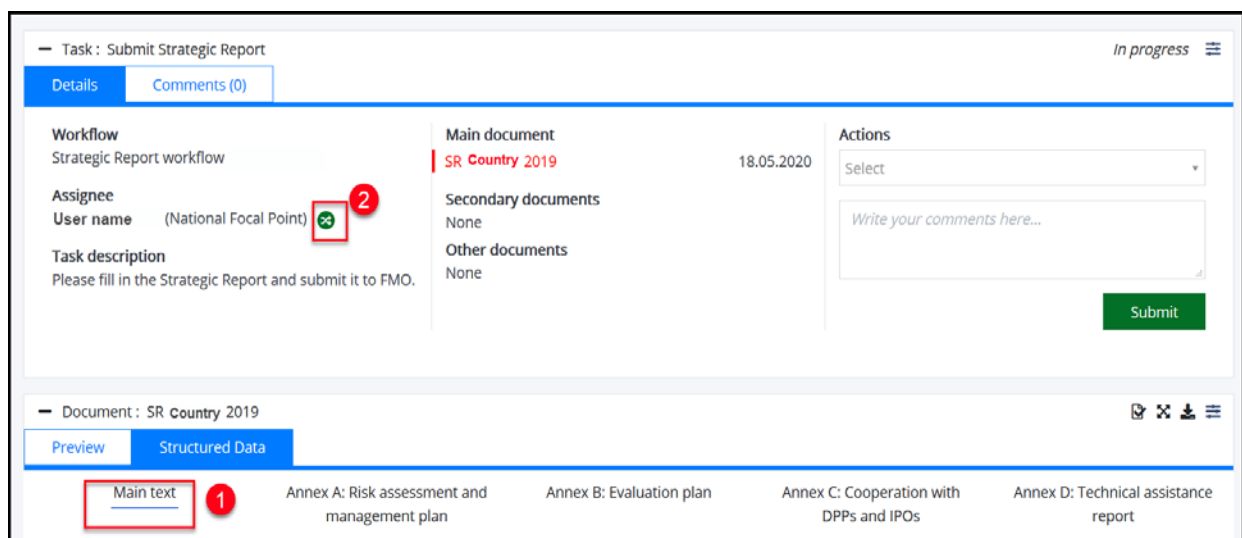 Task : Submit Strategic Report
In progress
Details
Comments (0)
Workflow
Strategic Report workflow
Assignee
User name (National Focal Point)
2
Task description
Please fill in the Strategic Report and submit it to FMO.
Main document
SR Country 2019 18.05.2020
Secondary documents
None
Other documents
None
Actions
Select
Write your comments here...
Submit
Document : SR Country 2019
Preview
Structured Data
Main text
1
Annex A: Risk assessment and
management plan
Annex B: Evaluation plan
Annex C: Cooperation with
DPPs and IPOs
Annex D: Technical assistance
report